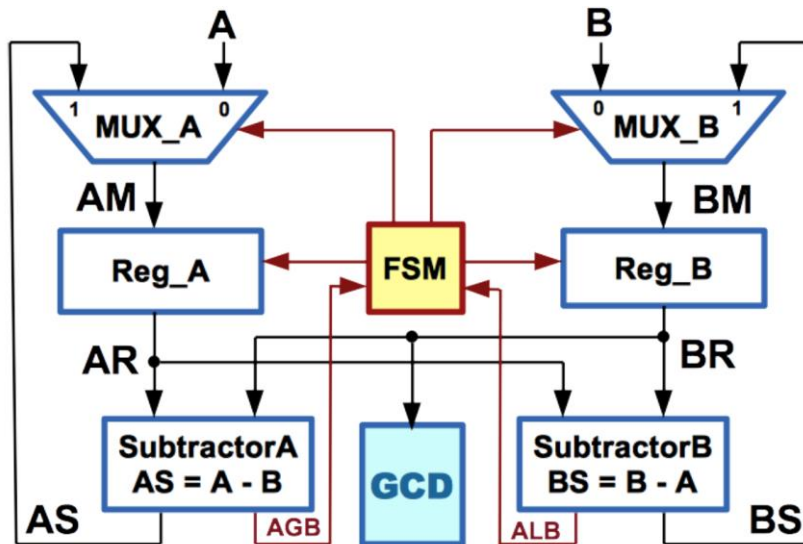 A
B
1
0
MUX_A
0
1
MUX_B
AM
BM
Reg_A
FSM
Reg_B
AR
BR
SubtractorA
AS = A - B
GCD
SubtractorB
BS = B - A
AS
AGB
ALB
BS